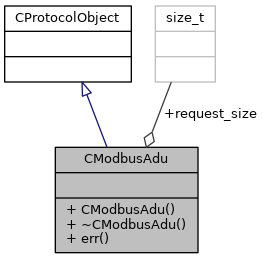 CProtocolObject
size_t
+request_size
CModbusAdu
+ CModbusAdu()
+ ~CModbusAdu()
+ err()